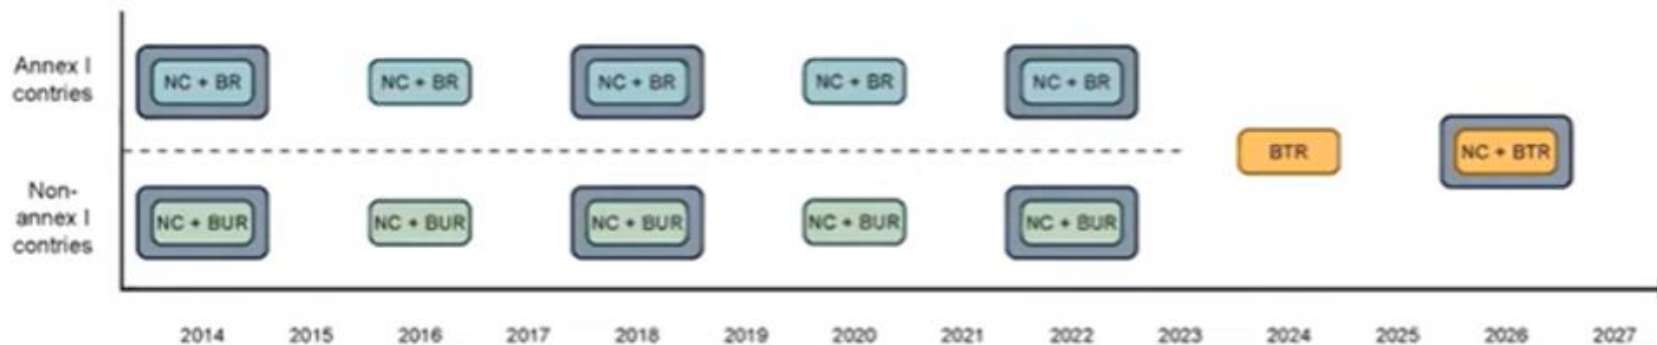 Annex I
contries
NC + BR
NC + BR
NC + BR
NC + BR
NC + BR
BTR
NC + BTR
Non-
annex I
contries
NC + BUR
NC + BUR
NC + BUR
NC + BUR
NC + BUR
2014 2015 2016 2017 2018 2019 2020 2021 2022 2023 2024 2025 2026 2027